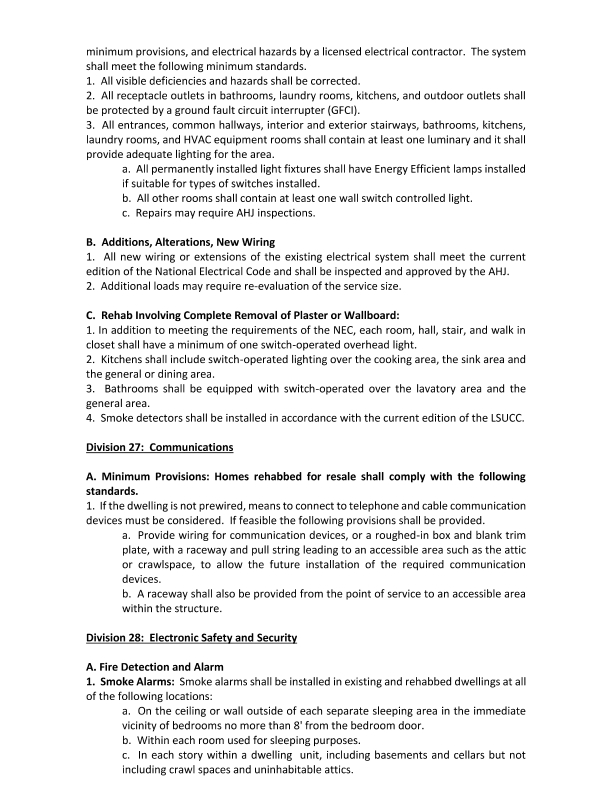 minimum provisions, and electrical hazards by a licensed electrical contractor.  The system
shall meet the following minimum standards.
1.  All visible deficiencies and hazards shall be corrected.
2.  All receptacle outlets in bathrooms, laundry rooms, kitchens, and outdoor outlets shall
be protected by a ground fault circuit interrupter (GFCI).
3.  All entrances, common hallways, interior and exterior stairways, bathrooms, kitchens,
laundry rooms, and HVAC equipment rooms shall contain at least one luminary and it shall
provide adequate lighting for the area.
a.  All permanently installed light fixtures shall have Energy Efficient lamps installed
if suitable for types of switches installed.
b.  All other rooms shall contain at least one wall switch controlled light.
c.  Repairs may require AHJ inspections.
B.  Additions, Alterations, New Wiring
1.  All new wiring or extensions of the existing electrical system shall meet the current
edition of the National Electrical Code and shall be inspected and approved by the AHJ.
2.  Additional loads may require re-evaluation of the service size.
C.  Rehab Involving Complete Removal of Plaster or Wallboard:
1. In addition to meeting the requirements of the NEC, each room, hall, stair, and walk in
closet shall have a minimum of one switch-operated overhead light.
2.  Kitchens shall include switch-operated lighting over the cooking area, the sink area and
the general or dining area.
3.  Bathrooms shall be equipped with switch-operated over the lavatory area and the
general area.
4.  Smoke detectors shall be installed in accordance with the current edition of the LSUCC.
Division 27:  Communications
A. Minimum Provisions: Homes rehabbed for resale shall comply with the following
standards.
1. If the dwelling is not prewired, means to connect to telephone and cable communication
devices must be considered.  If feasible the following provisions shall be provided.
a.  Provide wiring for communication devices, or a roughed-in box and blank trim
plate, with a raceway and pull string leading to an accessible area such as the attic
or crawlspace, to allow the future installation of the required communication
devices.
b.  A raceway shall also be provided from the point of service to an accessible area
within the structure.
Division 28:  Electronic Safety and Security
A. Fire Detection and Alarm
1.  Smoke Alarms:  Smoke alarms shall be installed in existing and rehabbed dwellings at all
of the following locations:
a.  On the ceiling or wall outside of each separate sleeping area in the immediate
vicinity of bedrooms no more than 8' from the bedroom door.
b.  Within each room used for sleeping purposes.
c.  In each story within a dwelling  unit, including basements and cellars but not
including crawl spaces and uninhabitable attics.